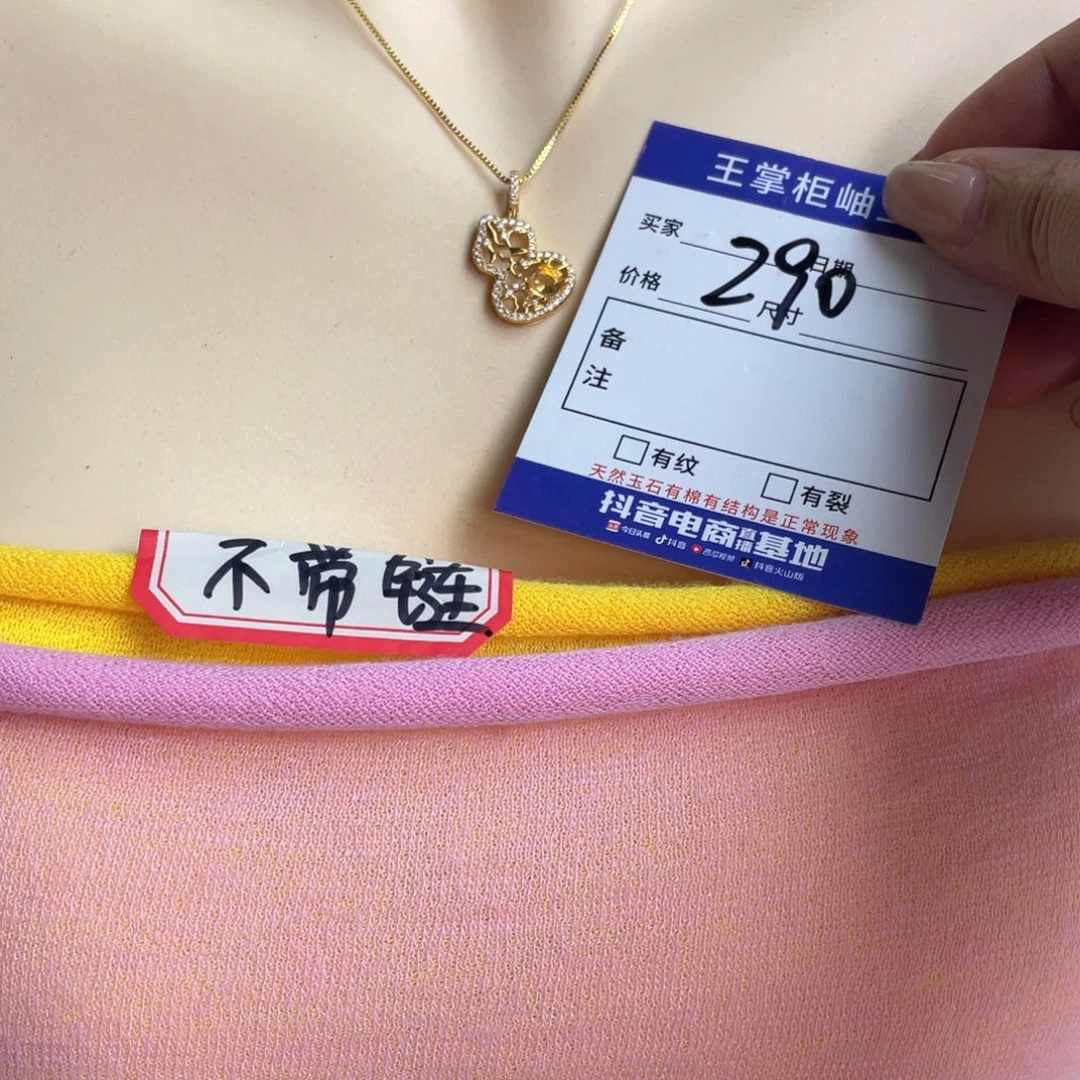 王掌柜岫
买家
日期
290
价格
尺寸
备
注
有纹
有裂
天然玉石有棉有结构是正常现象
抖音电商直播基地
今日头条 抖音 西瓜视频 抖音火山版
不带链